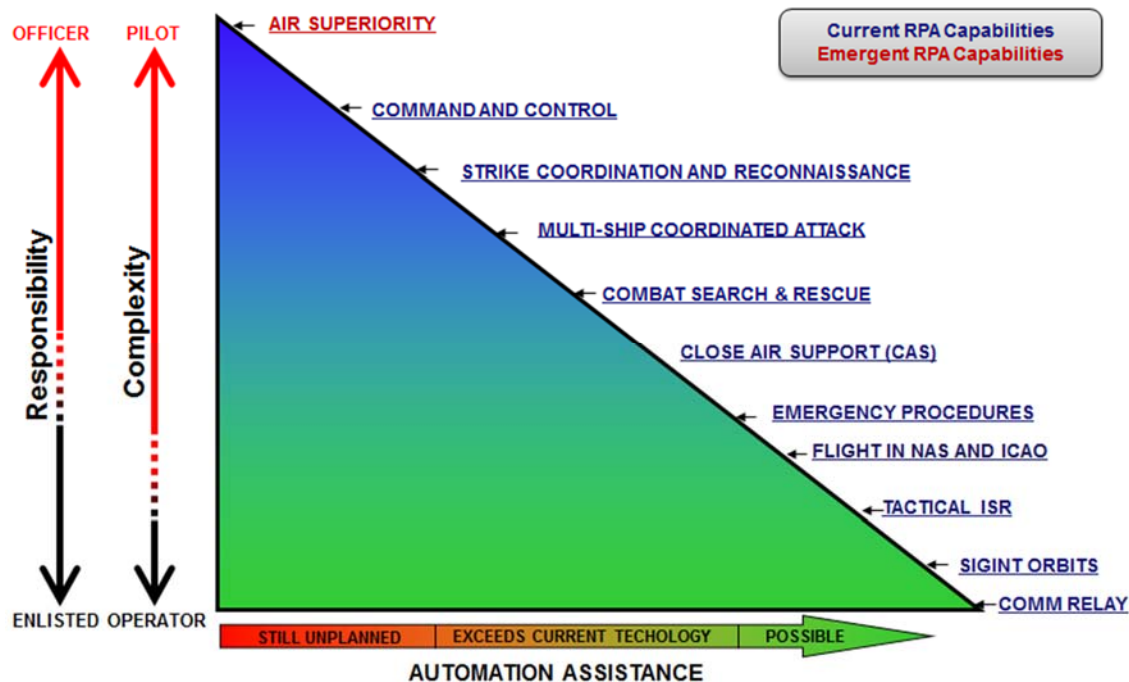 OFFICER PILOT
AIR SUPERIORITY
Current RPA Capabilities
Emergent RPA Capabilities
COMMAND AND CONTROL
STRIKE COORDINATION AND RECONNAISSANCE
MULTI-SHIP COORDINATED ATTACK
COMBAT SEARCH & RESCUE
CLOSE AIR SUPPORT (CAS)
EMERGENCY PROCEDURES
FLIGHT IN NAS AND ICAO
TACTICAL ISR
SIGINT ORBITS
COMM RELAY
Responsibility
Complexity
ENLISTED OPERATOR
STILL UNPLANNED EXCEEDS CURRENT TECHOLOGY POSSIBLE
AUTOMATION ASSISTANCE